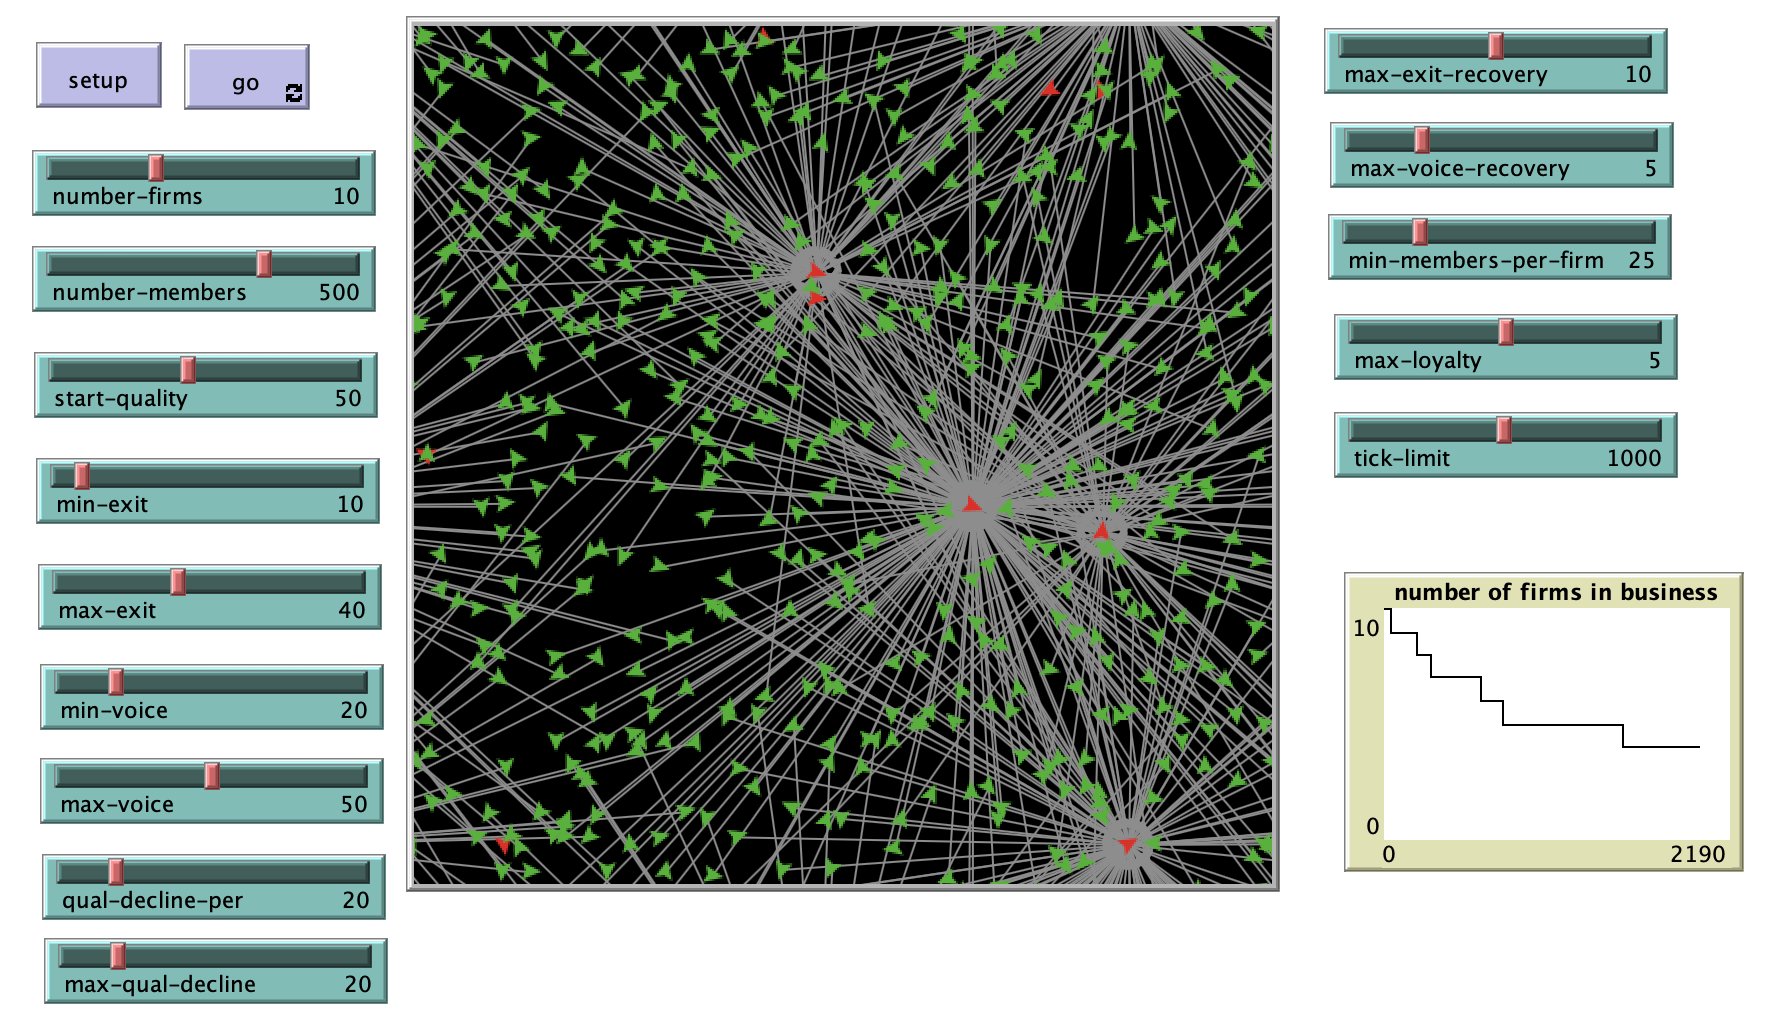 setup
go
number-firms 10
number-members 500
start-quality 50
min-exit 10
max-exit 40
min-voice 20
max-voice 50
qual-decline-per 20
max-qual-decline 20
max-exit-recovery 10
max-voice-recovery 5
min-members-per-firm 25
max-loyalty 5
tick-limit 1000
number of firms in business
10
0
0 2190